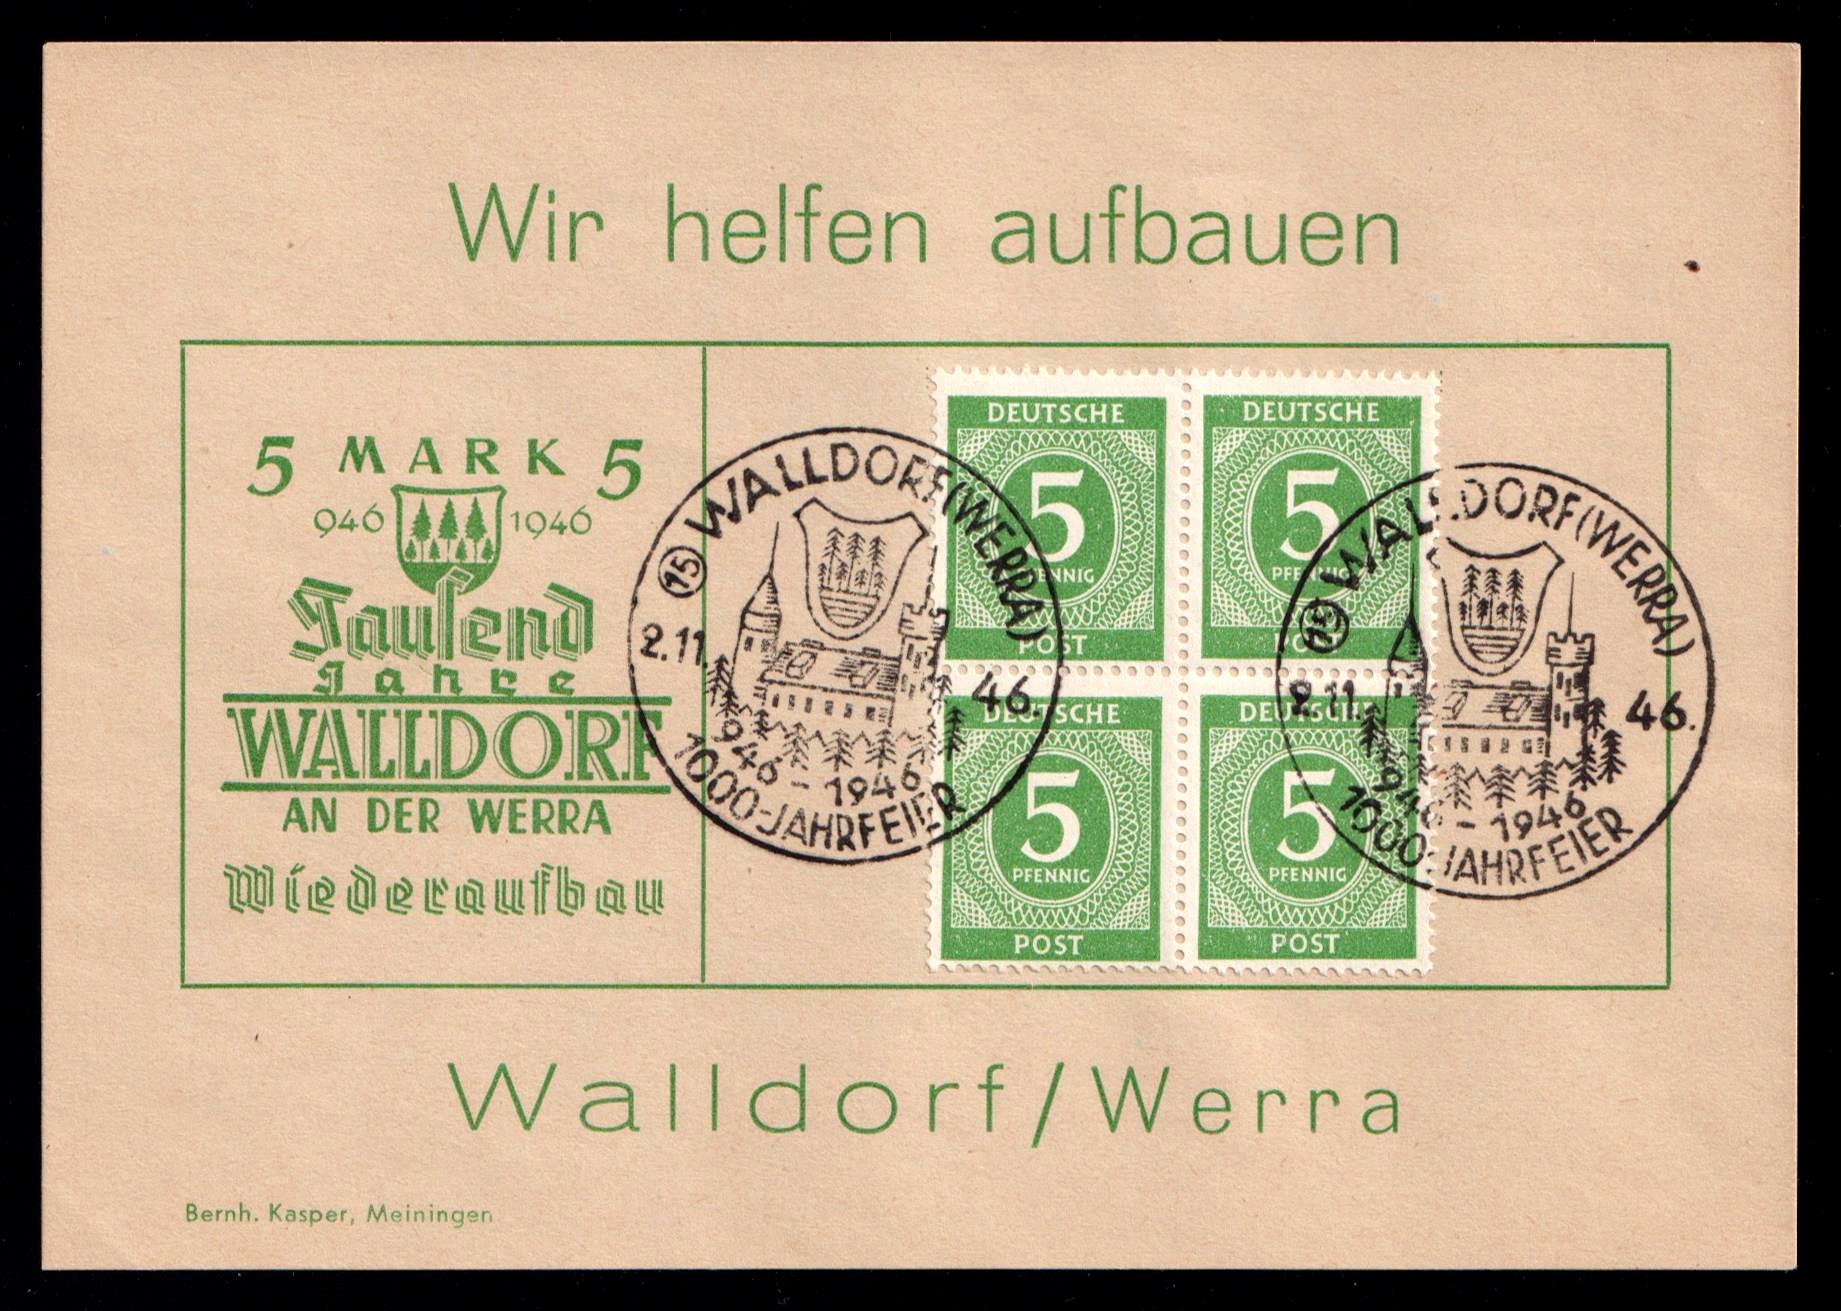 Wir helfen aufbauen
5 MARK 5
946 1946
Tausend
Jahre
WALLDORF
AN DER WERRA
Wiederaufbau
15 WALLDORF (WERRA)
2.11. 46.
946 - 1946
1000-JAHRFEIER
DEUTSCHE
5
PFENNIG
POST
DEUTSCHE
5
PFENNIG
POST
DEUTSCHE
5
PFENNIG
POST
DEUTSCHE
5
PFENNIG
POST
15 WALLDORF (WERRA)
2.11. 46.
946 - 1946
1000-JAHRFEIER
Walldorf/Werra
Bernh. Kasper, Meiningen